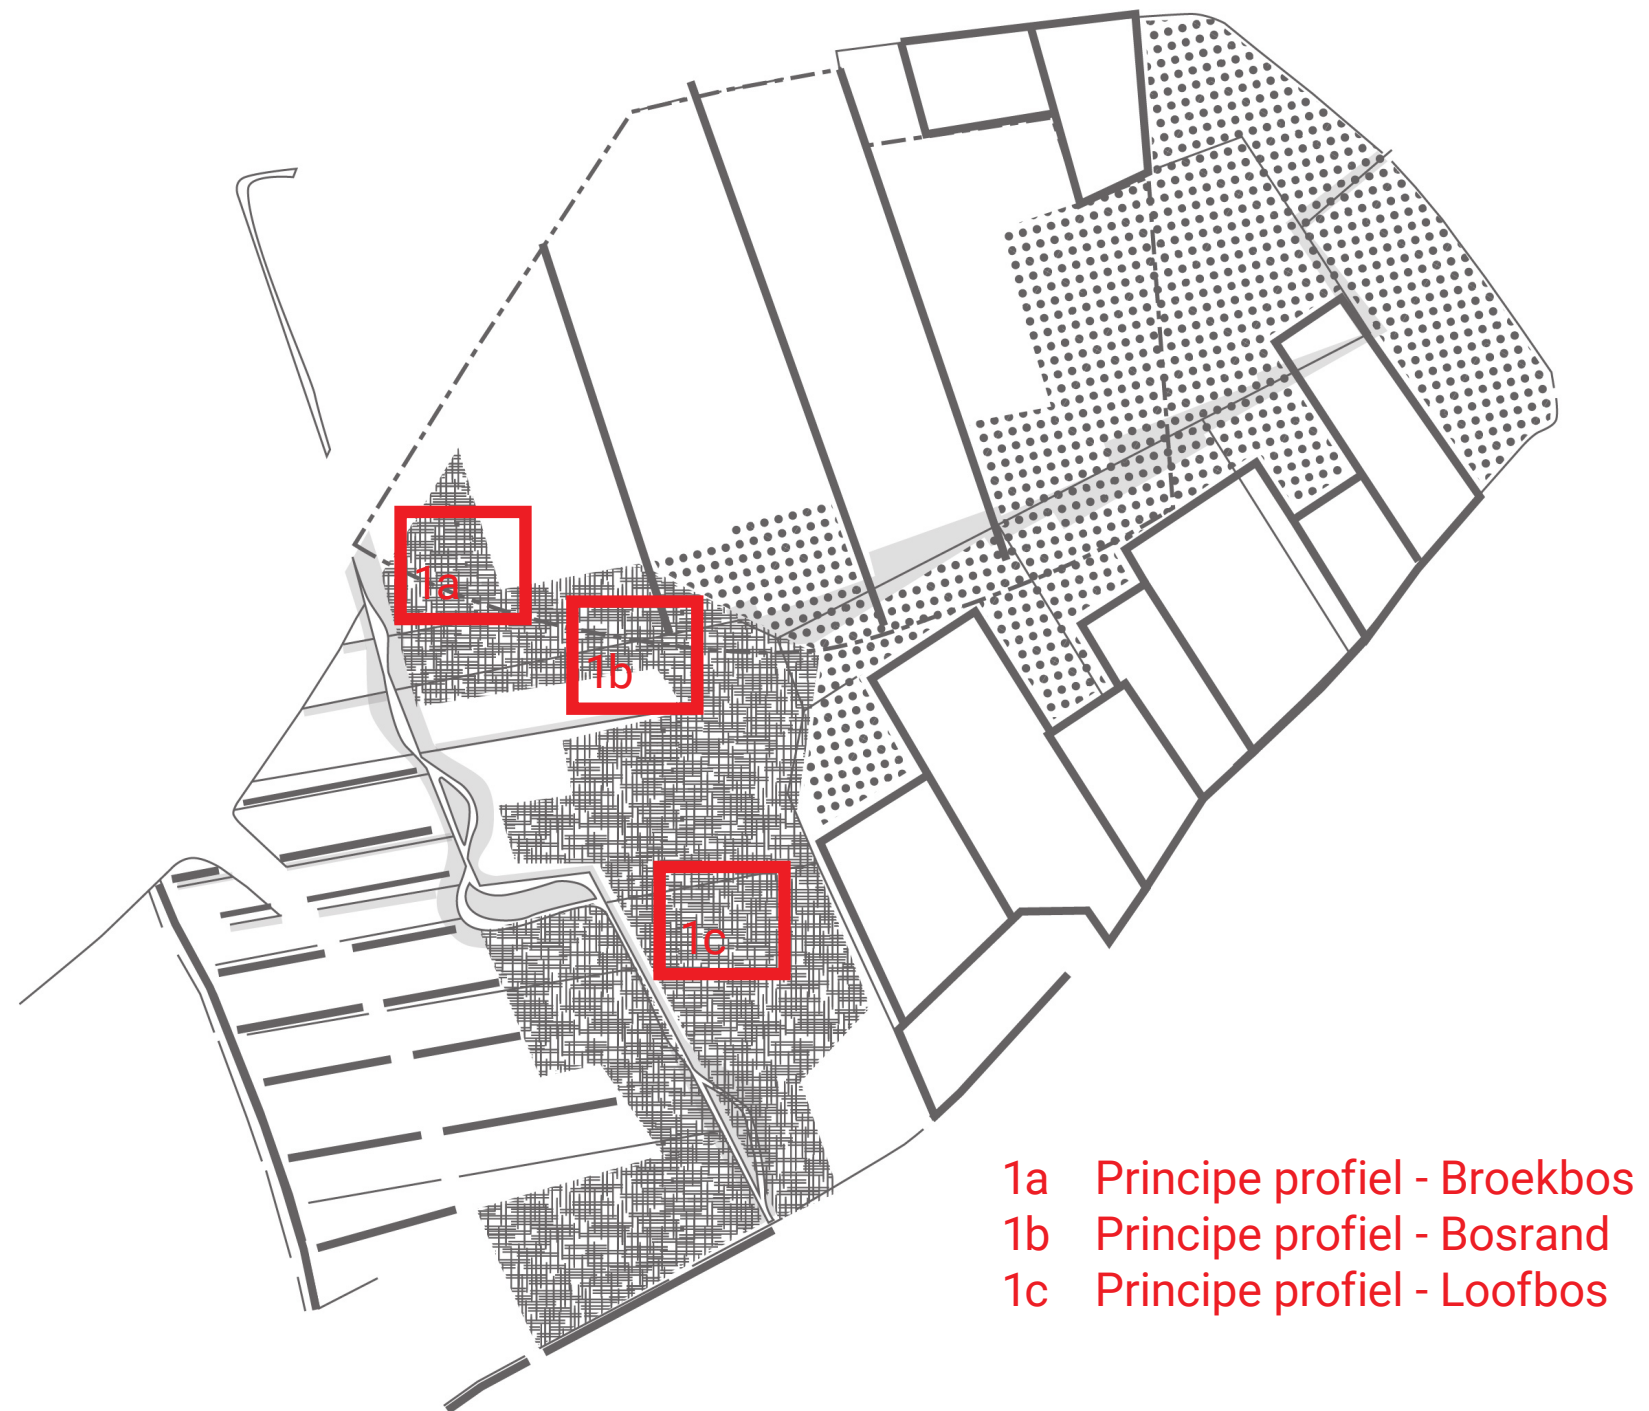 1a
1b
1c
1a Principe profiel - Broekbos
1b Principe profiel - Bosrand
1c Principe profiel - Loofbos